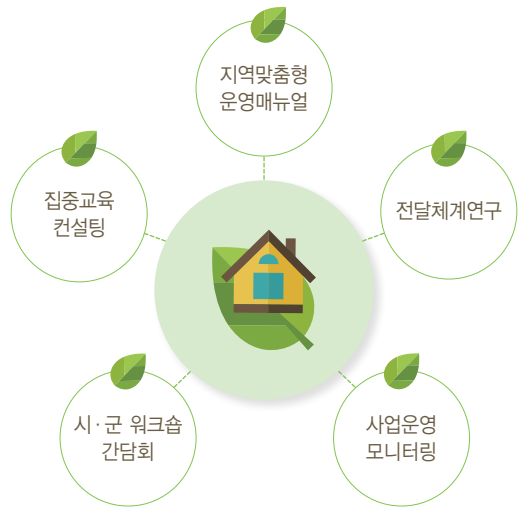 지역맞춤형
운영매뉴얼
집중교육
컨설팅
전달체계연구
시·군 워크숍
간담회
사업운영
모니터링